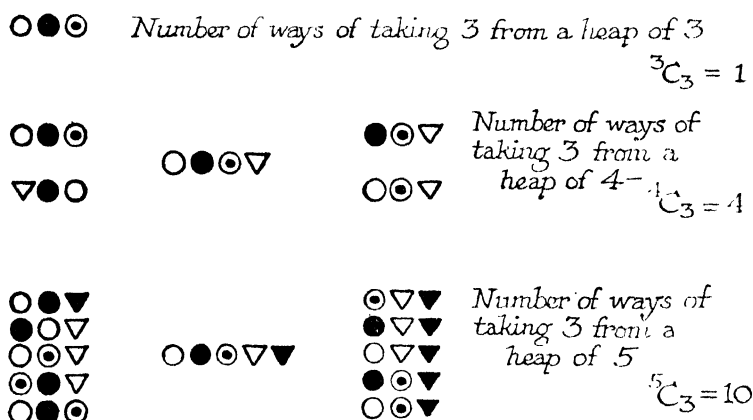 Number of ways of taking 3 from a heap of 3
³C₃ = 1
Number of ways of
taking 3 from a
heap of 4–
⁴C₃ = 4
Number of ways of
taking 3 from a
heap of 5
⁵C₃ = 10